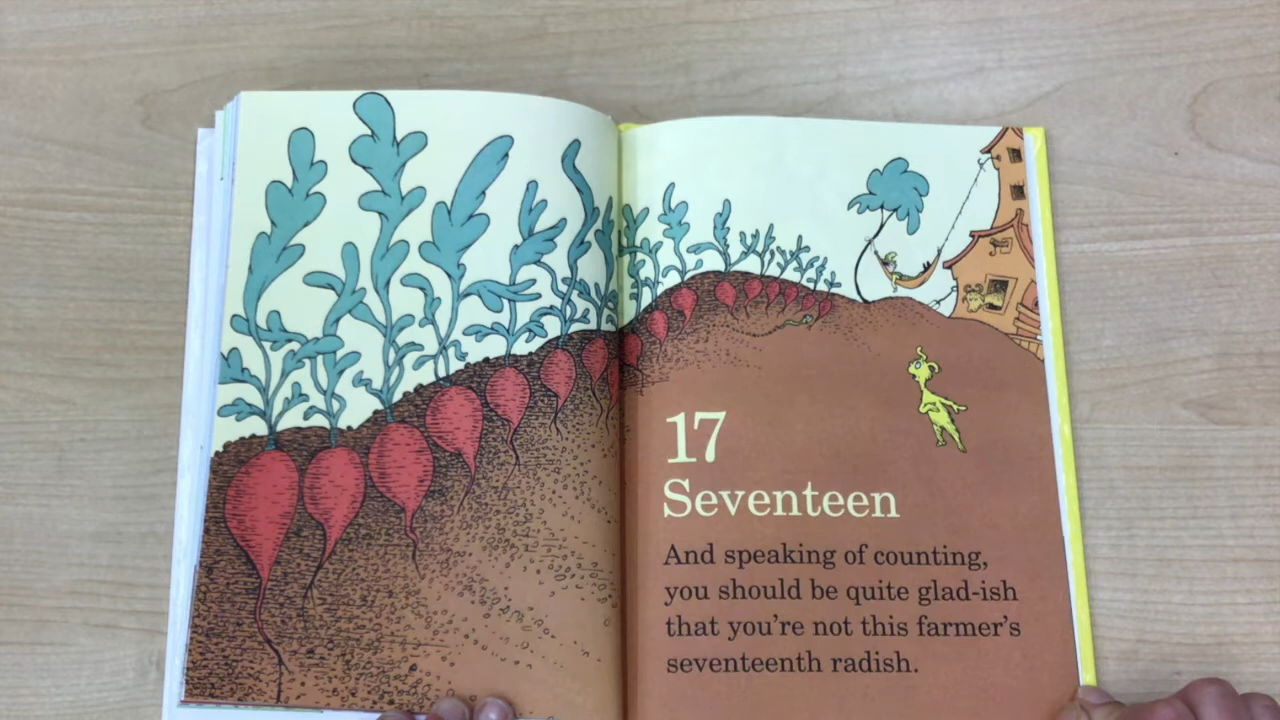 17
Seventeen
And speaking of counting,
you should be quite glad-ish
that you're not this farmer's
seventeenth radish.